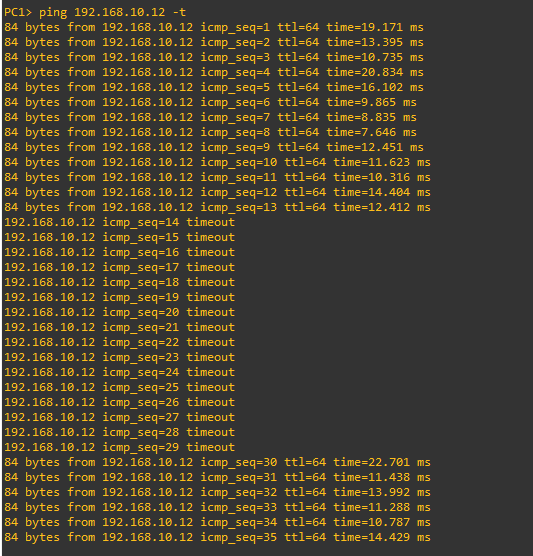 PC1> ping 192.168.10.12 -t
84 bytes from 192.168.10.12 icmp_seq=1 ttl=64 time=19.171 ms
84 bytes from 192.168.10.12 icmp_seq=2 ttl=64 time=13.395 ms
84 bytes from 192.168.10.12 icmp_seq=3 ttl=64 time=10.735 ms
84 bytes from 192.168.10.12 icmp_seq=4 ttl=64 time=20.834 ms
84 bytes from 192.168.10.12 icmp_seq=5 ttl=64 time=16.102 ms
84 bytes from 192.168.10.12 icmp_seq=6 ttl=64 time=9.865 ms
84 bytes from 192.168.10.12 icmp_seq=7 ttl=64 time=8.835 ms
84 bytes from 192.168.10.12 icmp_seq=8 ttl=64 time=7.646 ms
84 bytes from 192.168.10.12 icmp_seq=9 ttl=64 time=12.451 ms
84 bytes from 192.168.10.12 icmp_seq=10 ttl=64 time=11.623 ms
84 bytes from 192.168.10.12 icmp_seq=11 ttl=64 time=10.316 ms
84 bytes from 192.168.10.12 icmp_seq=12 ttl=64 time=14.404 ms
84 bytes from 192.168.10.12 icmp_seq=13 ttl=64 time=12.412 ms
192.168.10.12 icmp_seq=14 timeout
192.168.10.12 icmp_seq=15 timeout
192.168.10.12 icmp_seq=16 timeout
192.168.10.12 icmp_seq=17 timeout
192.168.10.12 icmp_seq=18 timeout
192.168.10.12 icmp_seq=19 timeout
192.168.10.12 icmp_seq=20 timeout
192.168.10.12 icmp_seq=21 timeout
192.168.10.12 icmp_seq=22 timeout
192.168.10.12 icmp_seq=23 timeout
192.168.10.12 icmp_seq=24 timeout
192.168.10.12 icmp_seq=25 timeout
192.168.10.12 icmp_seq=26 timeout
192.168.10.12 icmp_seq=27 timeout
192.168.10.12 icmp_seq=28 timeout
192.168.10.12 icmp_seq=29 timeout
84 bytes from 192.168.10.12 icmp_seq=30 ttl=64 time=22.701 ms
84 bytes from 192.168.10.12 icmp_seq=31 ttl=64 time=11.438 ms
84 bytes from 192.168.10.12 icmp_seq=32 ttl=64 time=13.992 ms
84 bytes from 192.168.10.12 icmp_seq=33 ttl=64 time=11.288 ms
84 bytes from 192.168.10.12 icmp_seq=34 ttl=64 time=10.787 ms
84 bytes from 192.168.10.12 icmp_seq=35 ttl=64 time=14.429 ms